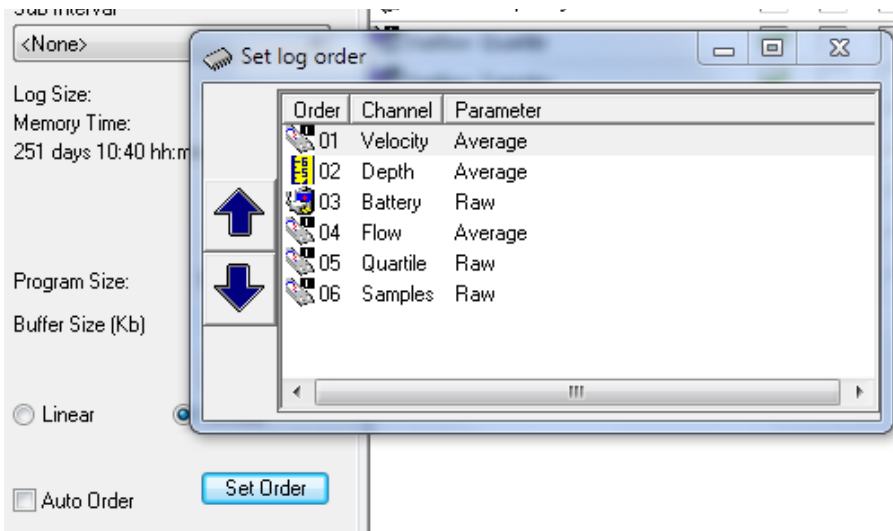 Sub Interval
<None>
Log Size:
Memory Time:
251 days 10:40 hh:m
Program Size:
Buffer Size (Kb)
Linear
Auto Order
Set Order
Set log order
Order Channel Parameter
01 Velocity Average
02 Depth Average
03 Battery Raw
04 Flow Average
05 Quartile Raw
06 Samples Raw